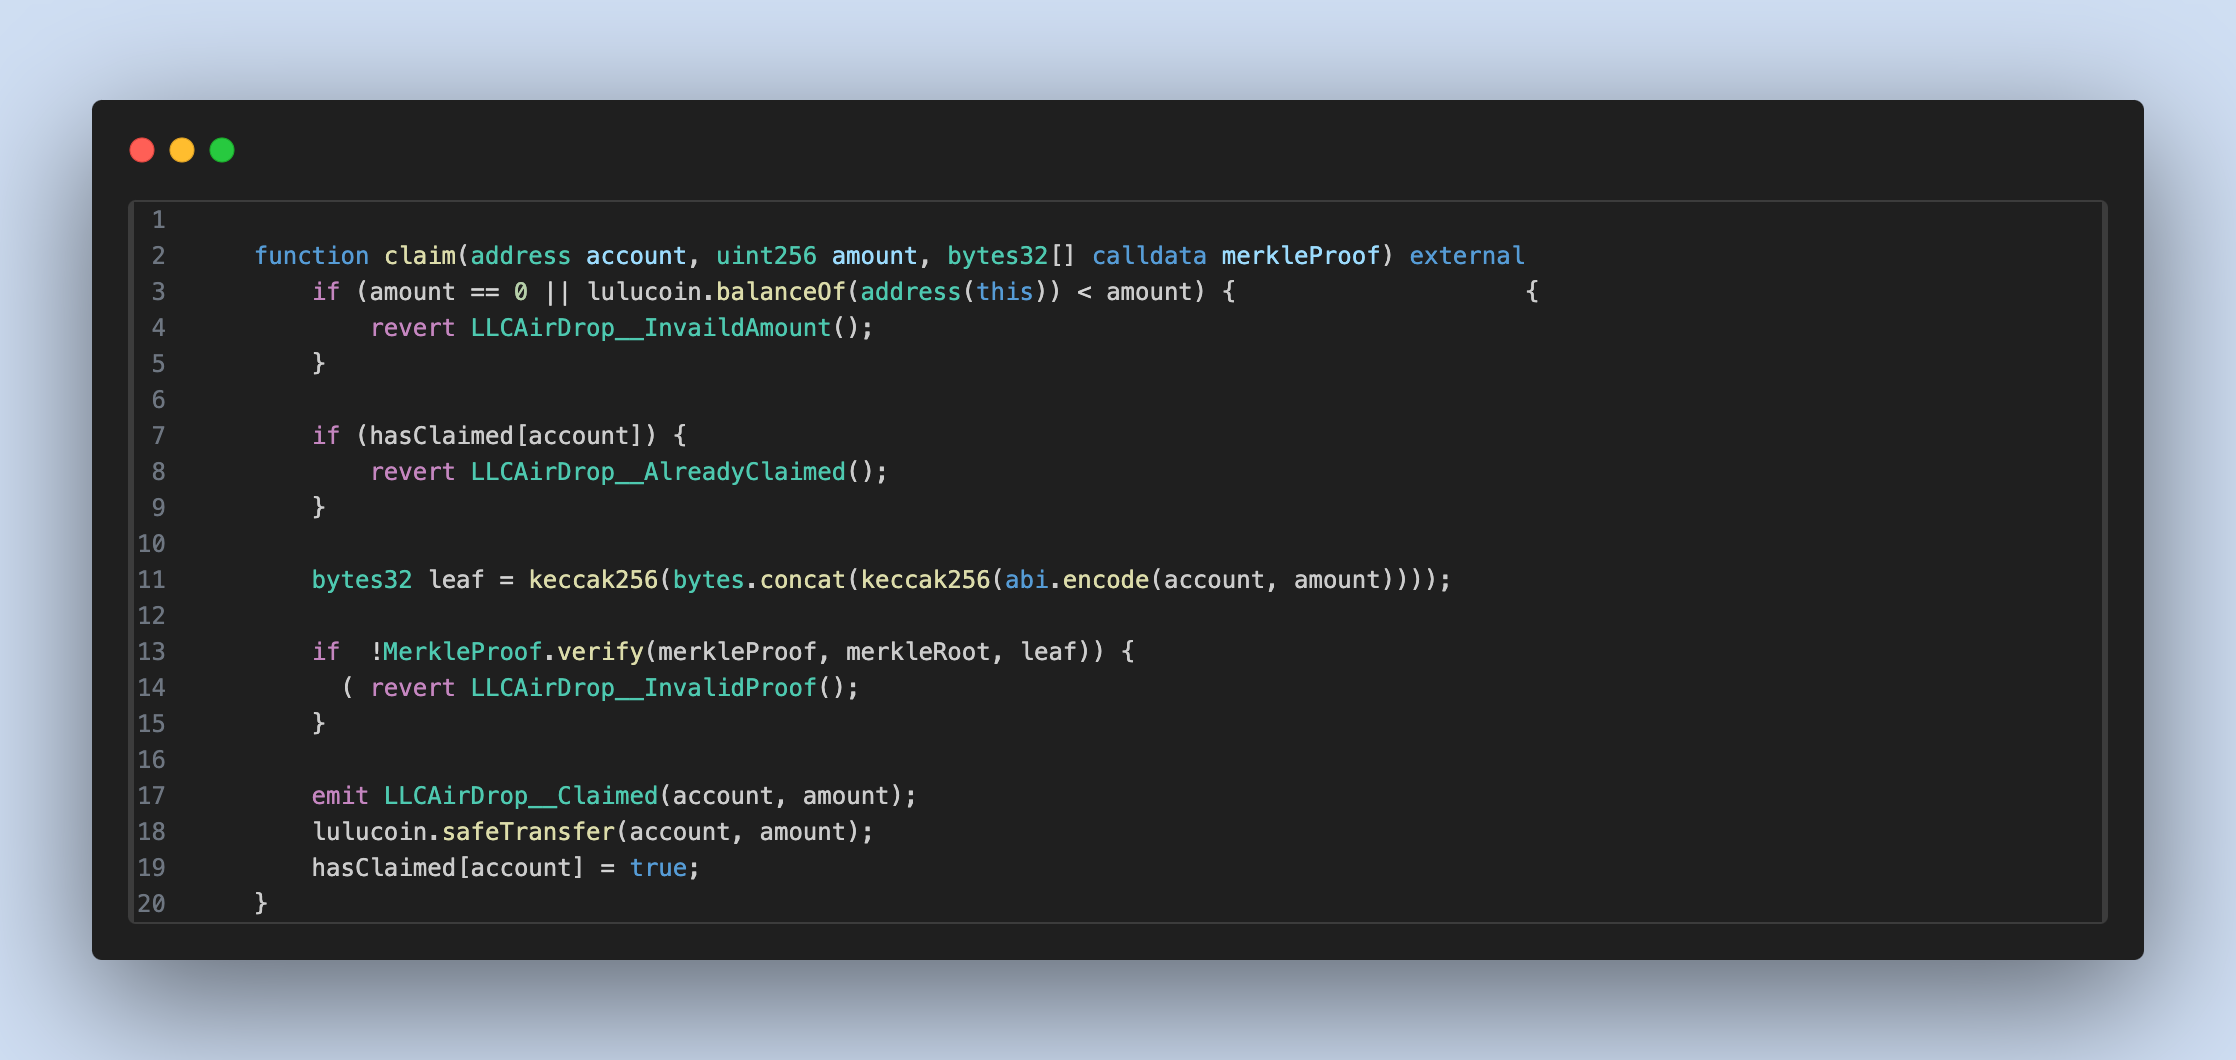 1
2 function claim(address account, uint256 amount, bytes32[] calldata merkleProof) external
3 if (amount == 0 || lulucoin.balanceOf(address(this)) < amount) { {
4 revert LLCAirDrop__InvaildAmount();
5 }
6
7 if (hasClaimed[account]) {
8 revert LLCAirDrop__AlreadyClaimed();
9 }
10
11 bytes32 leaf = keccak256(bytes.concat(keccak256(abi.encode(account, amount))));
12
13 if !MerkleProof.verify(merkleProof, merkleRoot, leaf)) {
14 ( revert LLCAirDrop__InvalidProof();
15 }
16
17 emit LLCAirDrop__Claimed(account, amount);
18 lulucoin.safeTransfer(account, amount);
19 hasClaimed[account] = true;
20 }